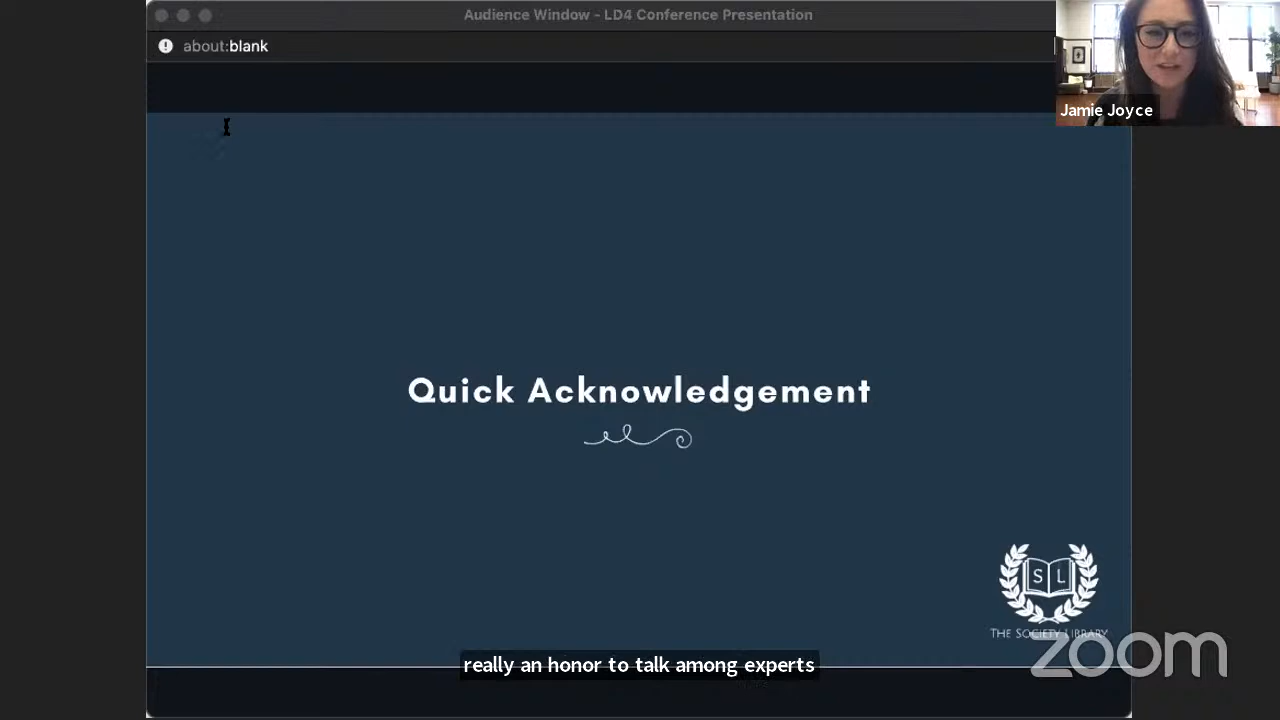 Audience Window - LD4 Conference Presentation
about:blank
Jamie Joyce
Quick Acknowledgement
S L
THE SOCIETY LIBRARY
zoom
really an honor to talk among experts